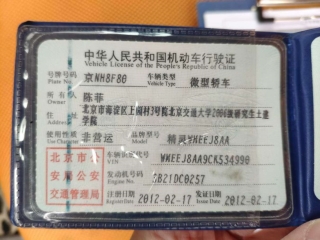 中华人民共和国机动车行驶证
Vehicle License of the People's Republic of China
号牌号码 京NH8F86 车辆类型 微型轿车
Plate No. Vehicle Type
所有人 陈菲
Owner
住址 北京市海淀区上园村3号院北京交通大学2006级研究生土建
Address 学院
使用性质 非营运 品牌型号 精灵WMEEJ8AA
Use Character Model
北京市公 车辆识别代号 WMEEJ8AA9CK534990
VIN
安局公安 发动机号码 3B21DC0257
Engine No.
交通管理局 注册日期 2012-02-17 发证日期 2012-02-17
Register Date Issue Date